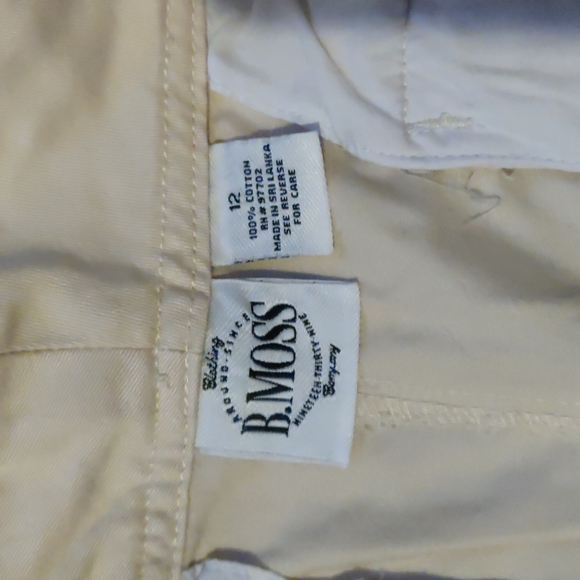 12
100% COTTON
RN# 97702
MADE IN SRI LANKA
SEE REVERSE
FOR CARE
Clothing
AROUND·SINCE
B.MOSS
NINETEEN·THIRTY·NINE
Company